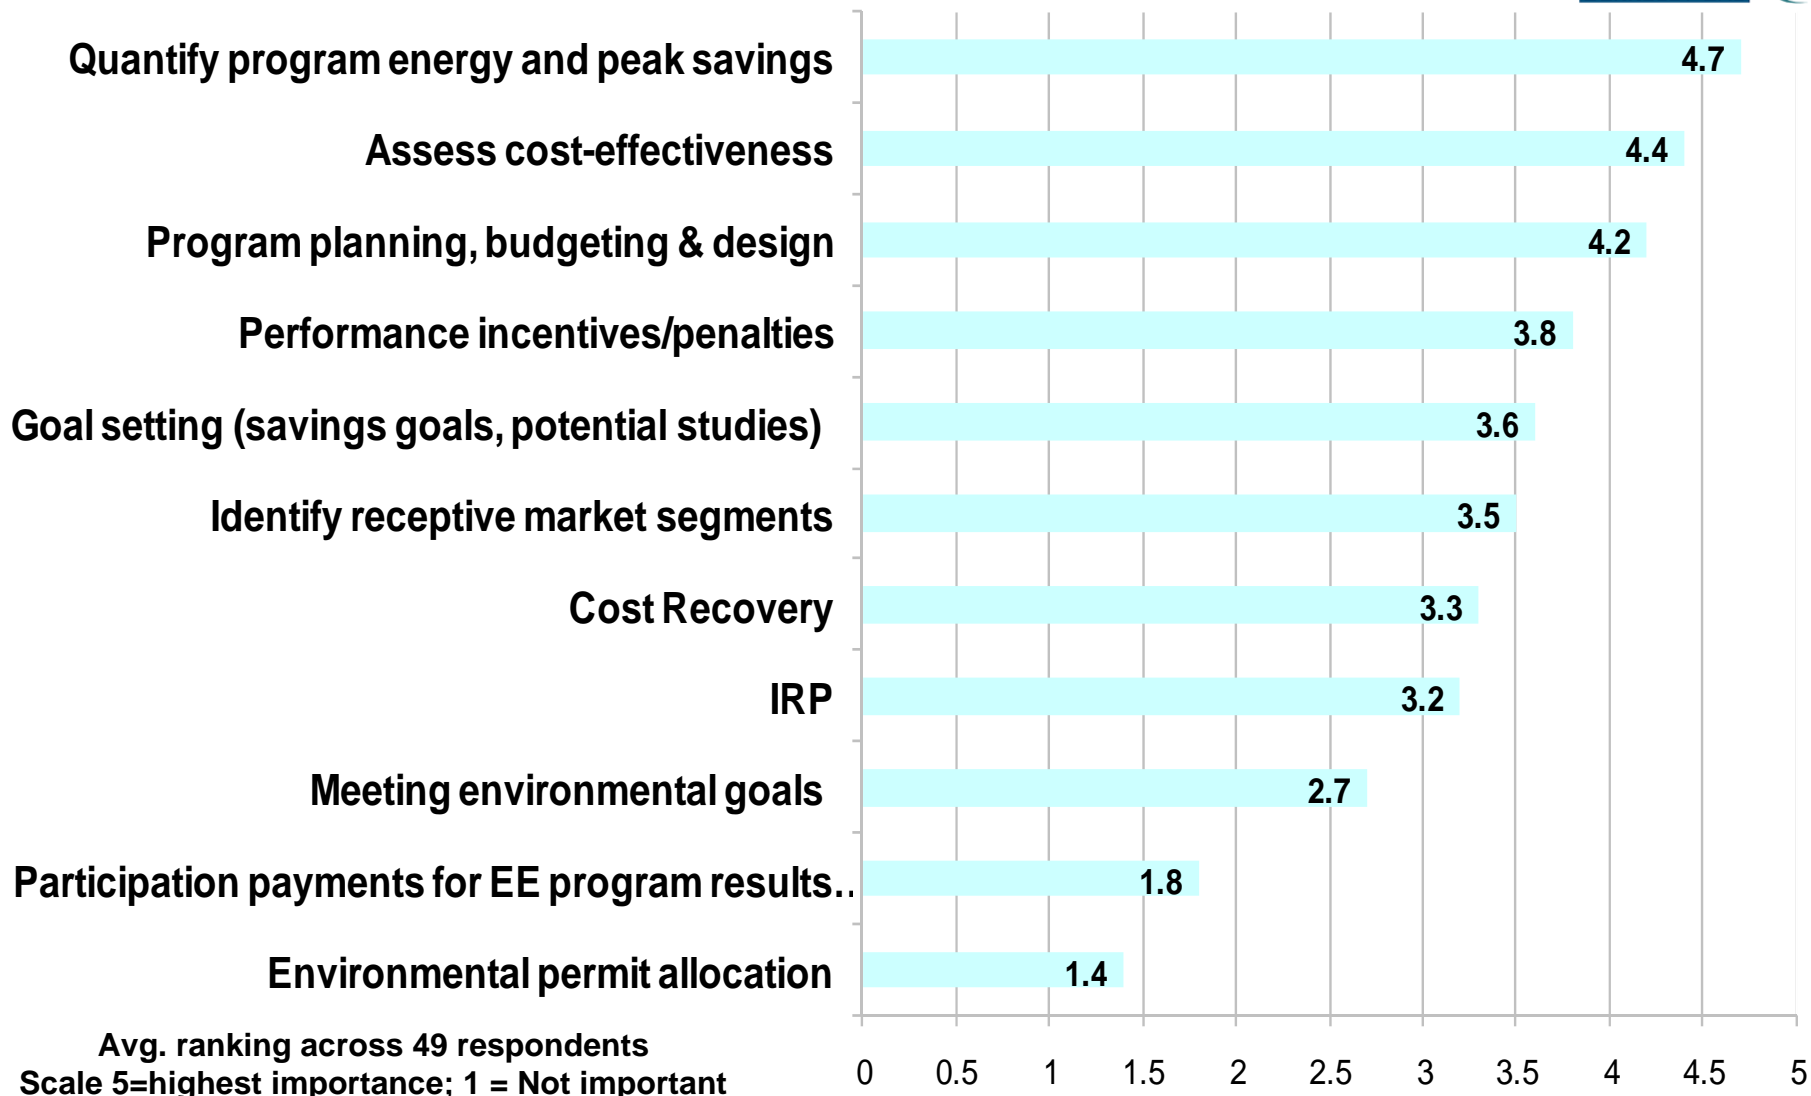 Quantify program energy and peak savings 4.7
Assess cost-effectiveness 4.4
Program planning, budgeting & design 4.2
Performance incentives/penalties 3.8
Goal setting (savings goals, potential studies) 3.6
Identify receptive market segments 3.5
Cost Recovery 3.3
IRP 3.2
Meeting environmental goals 2.7
Participation payments for EE program results.. 1.8
Environmental permit allocation 1.4
Avg. ranking across 49 respondents
Scale 5=highest importance; 1 = Not important
0 0.5 1 1.5 2 2.5 3 3.5 4 4.5 5